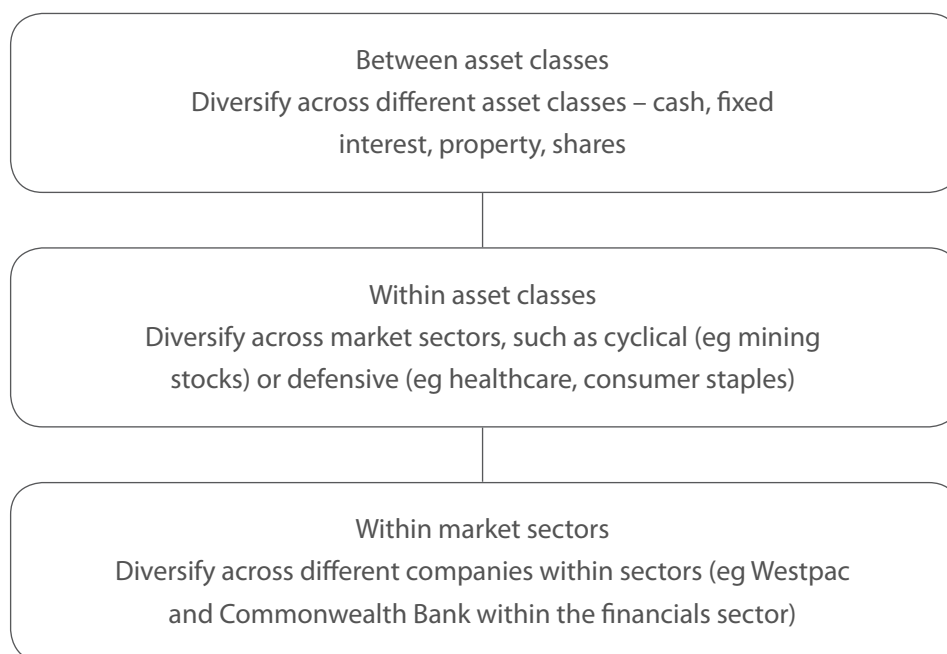 Between asset classes
Diversify across different asset classes – cash, fixed
interest, property, shares
Within asset classes
Diversify across market sectors, such as cyclical (eg mining
stocks) or defensive (eg healthcare, consumer staples)
Within market sectors
Diversify across different companies within sectors (eg Westpac
and Commonwealth Bank within the financials sector)